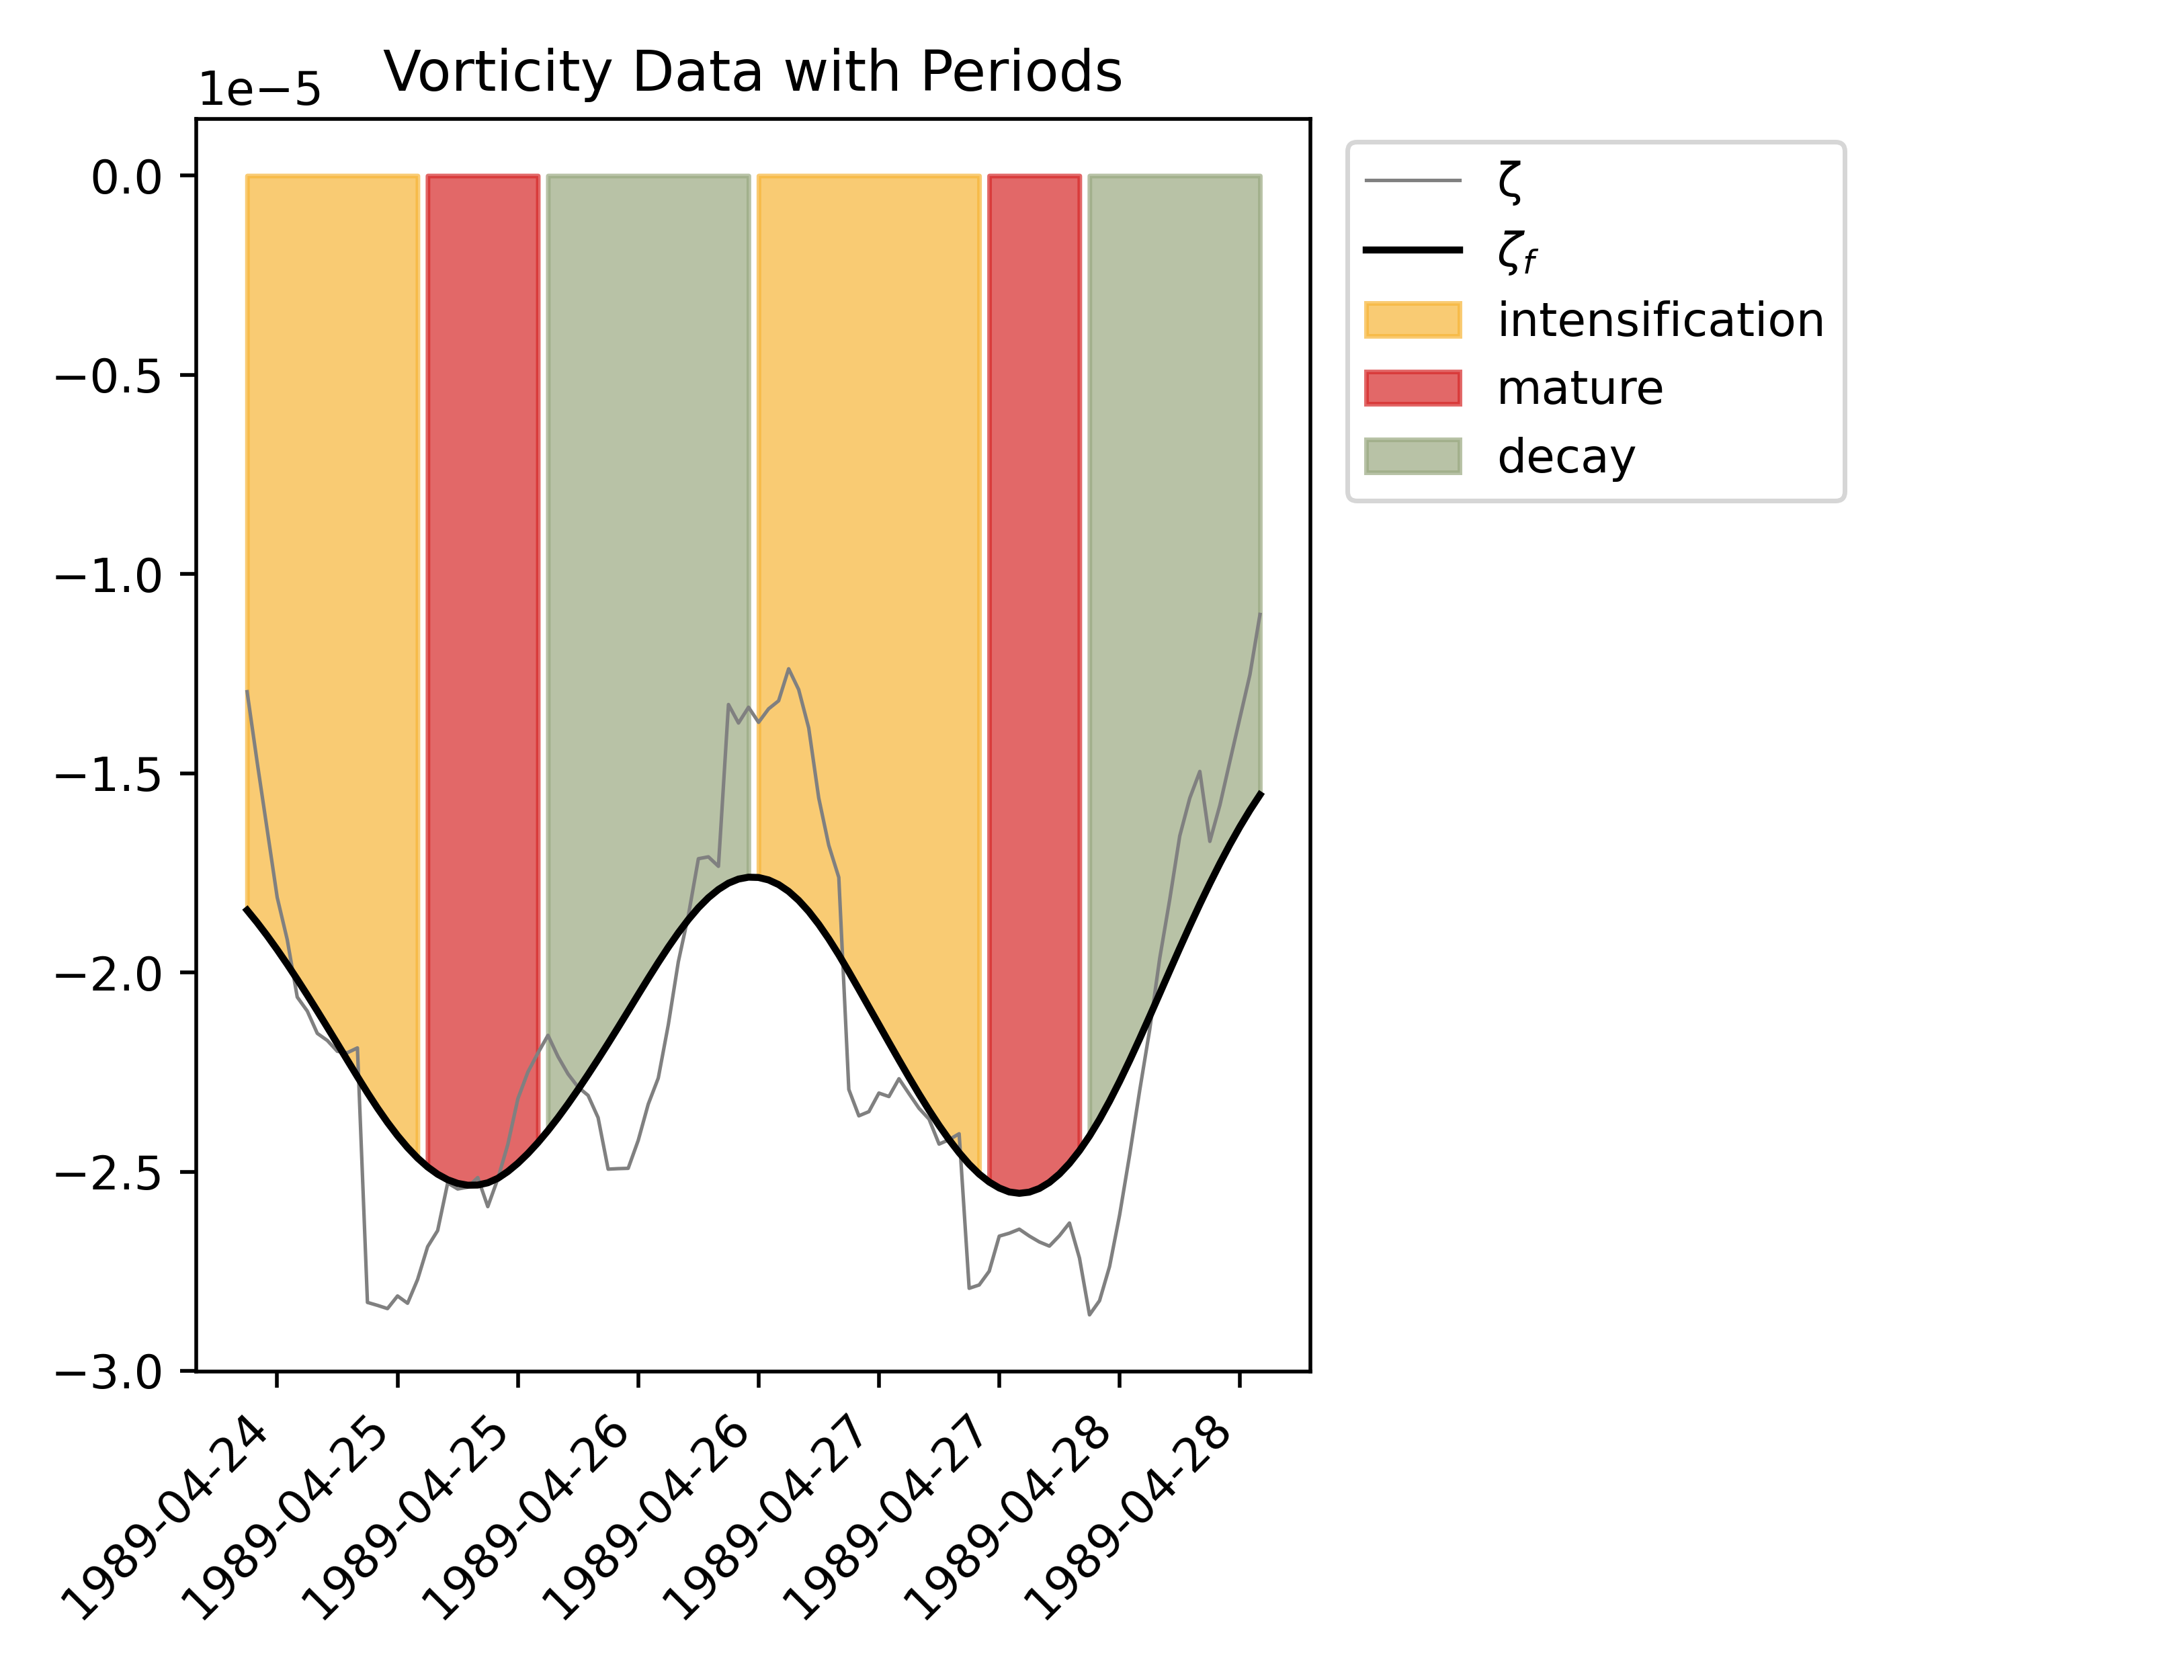 Vorticity Data with Periods
1e−5
0.0
−0.5
−1.0
−1.5
−2.0
−2.5
−3.0
1989-04-24
1989-04-25
1989-04-25
1989-04-26
1989-04-26
1989-04-27
1989-04-27
1989-04-28
1989-04-28
ζ
ζf
intensification
mature
decay